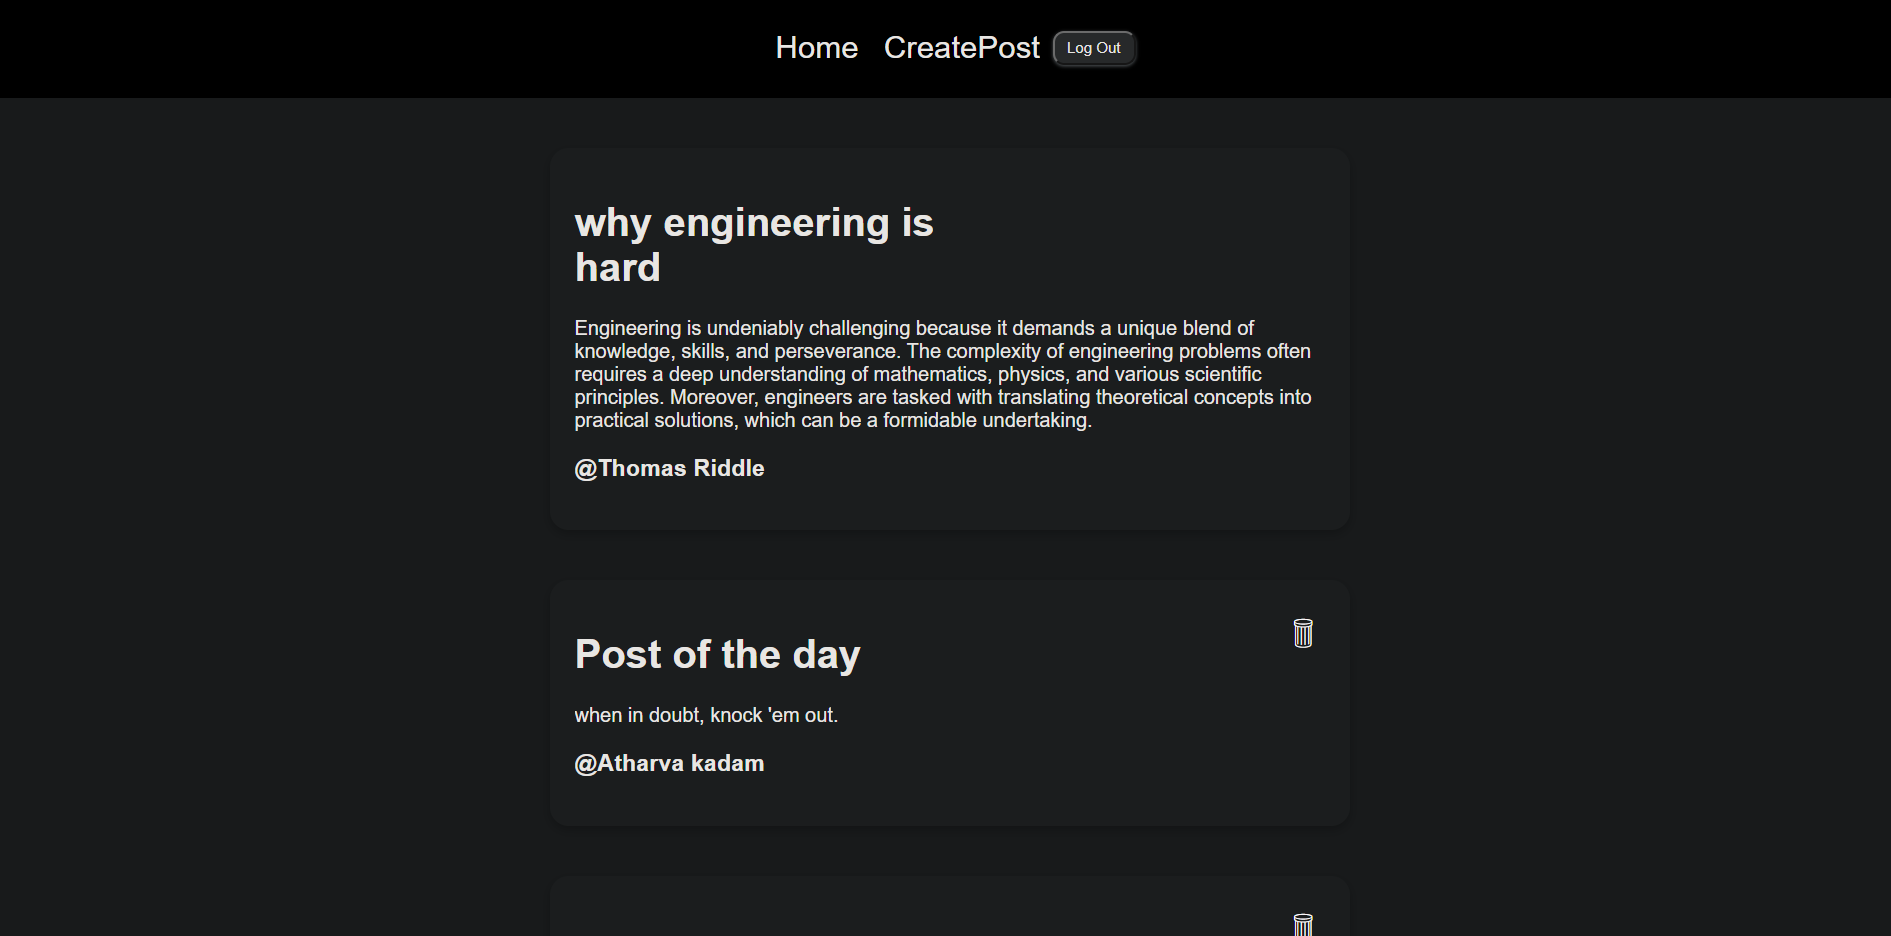 Home CreatePost Log Out
why engineering is
hard
Engineering is undeniably challenging because it demands a unique blend of
knowledge, skills, and perseverance. The complexity of engineering problems often
requires a deep understanding of mathematics, physics, and various scientific
principles. Moreover, engineers are tasked with translating theoretical concepts into
practical solutions, which can be a formidable undertaking.
@Thomas Riddle
Post of the day
when in doubt, knock 'em out.
@Atharva kadam